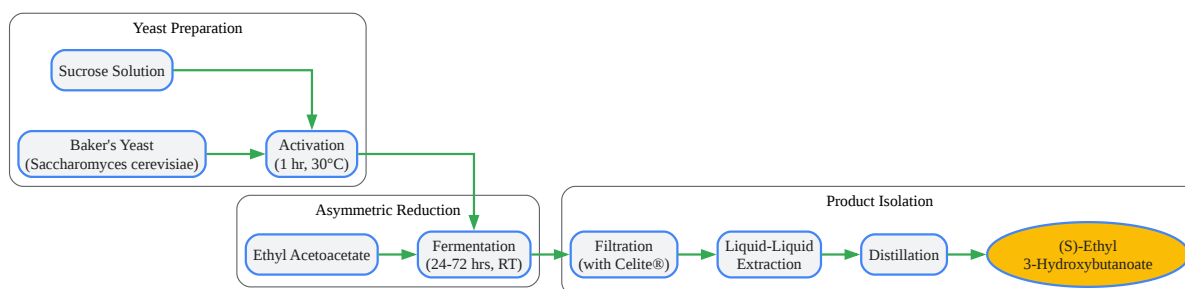 Yeast Preparation
Sucrose Solution
Baker's Yeast
(Saccharomyces cerevisiae)
Activation
(1 hr, 30°C)
Asymmetric Reduction
Ethyl Acetoacetate
Fermentation
(24-72 hrs, RT)
Product Isolation
Filtration
(with Celite®)
Liquid-Liquid
Extraction
Distillation
(S)-Ethyl
3-Hydroxybutanoate